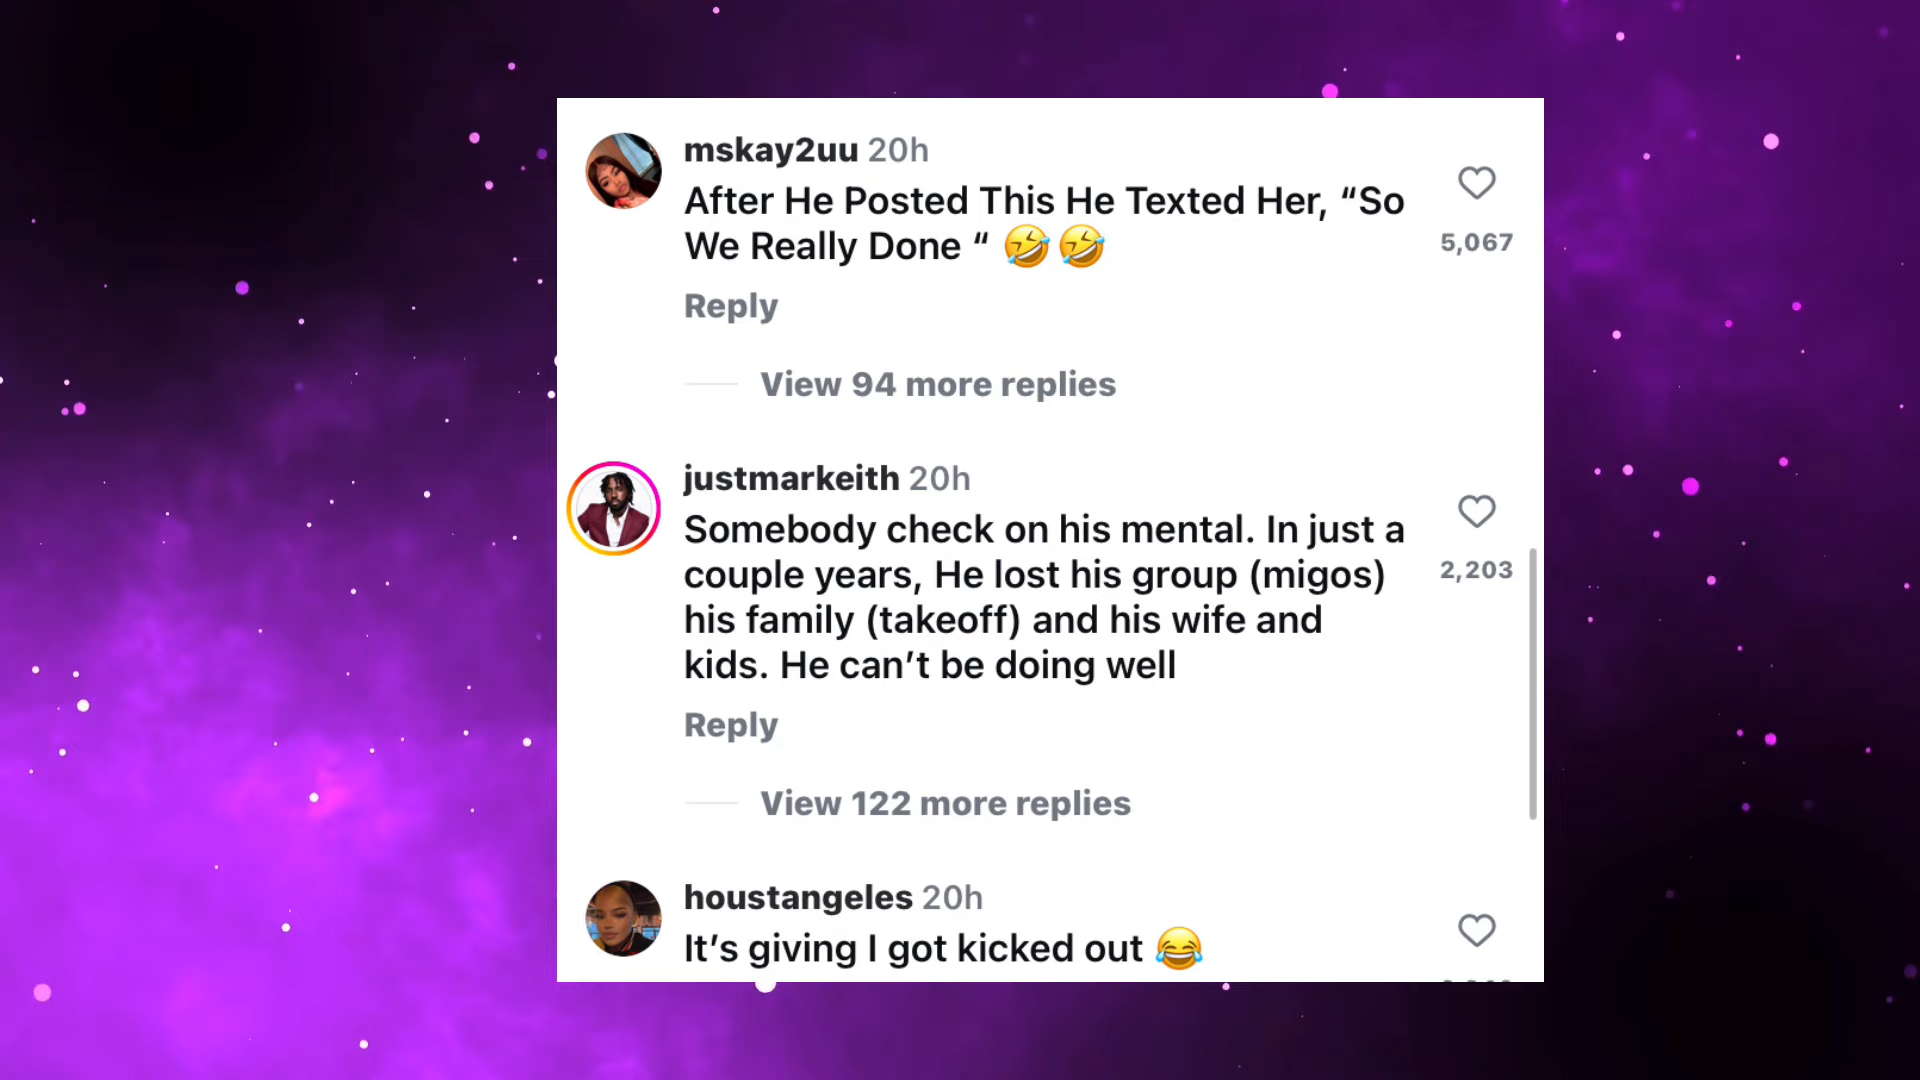 mskay2uu 20h
After He Posted This He Texted Her, “So
We Really Done “ 🤣🤣
5,067
Reply
View 94 more replies
justmarkeith 20h
Somebody check on his mental. In just a
couple years, He lost his group (migos)
his family (takeoff) and his wife and
kids. He can’t be doing well
2,203
Reply
View 122 more replies
houstangeles 20h
It’s giving I got kicked out 😂